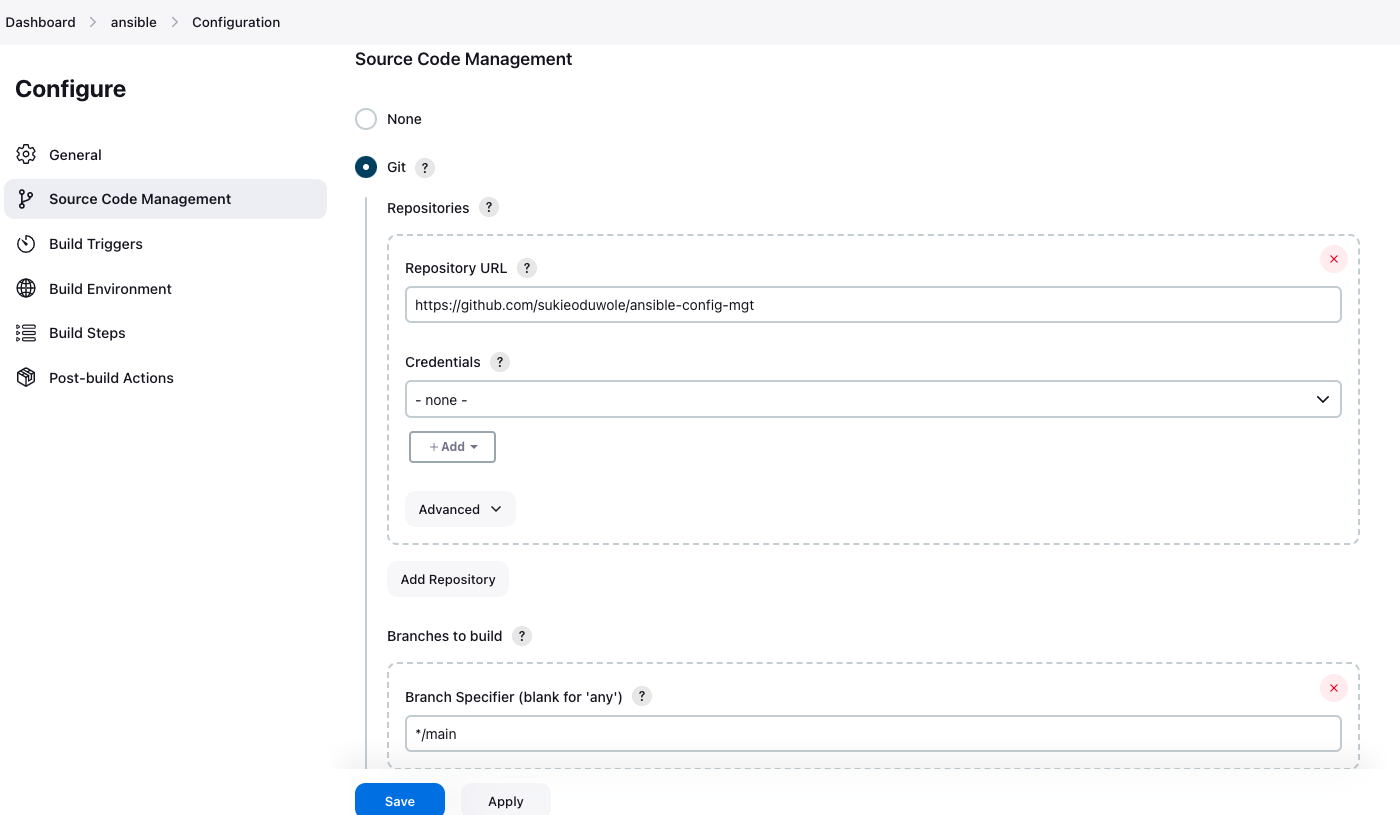 Dashboard > ansible > Configuration
Configure
General
Source Code Management
Build Triggers
Build Environment
Build Steps
Post-build Actions
Source Code Management
None
Git ?
Repositories ?
Repository URL ?
https://github.com/sukieoduwole/ansible-config-mgt
Credentials ?
- none -
+ Add
Advanced
Add Repository
Branches to build ?
Branch Specifier (blank for 'any') ?
*/main
Save Apply